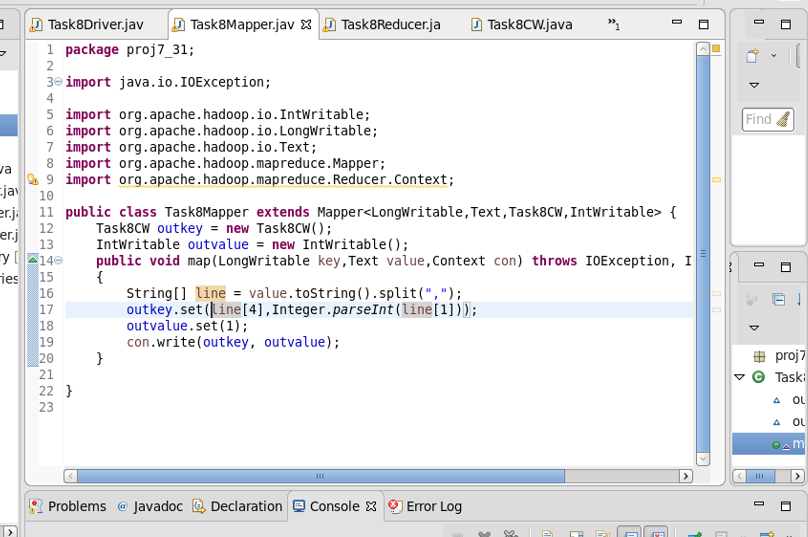 Task8Driver.jav
Task8Mapper.jav
Task8Reducer.ja
Task8CW.java
»1
1 package proj7_31;
2
3 import java.io.IOException;
4
5 import org.apache.hadoop.io.IntWritable;
6 import org.apache.hadoop.io.LongWritable;
7 import org.apache.hadoop.io.Text;
8 import org.apache.hadoop.mapreduce.Mapper;
9 import org.apache.hadoop.mapreduce.Reducer.Context;
10
11 public class Task8Mapper extends Mapper<LongWritable,Text,Task8CW,IntWritable> {
12     Task8CW outkey = new Task8CW();
13     IntWritable outvalue = new IntWritable();
14     public void map(LongWritable key,Text value,Context con) throws IOException, I
15     {
16         String[] line = value.toString().split(",");
17         outkey.set(line[4],Integer.parseInt(line[1]));
18         outvalue.set(1);
19         con.write(outkey, outvalue);
20     }
21
22 }
23
Find
va
.jav
r.ja
er.j
ry [
ries
proj7
Task8
ou
ou
m
Problems
@ Javadoc
Declaration
Console
Error Log